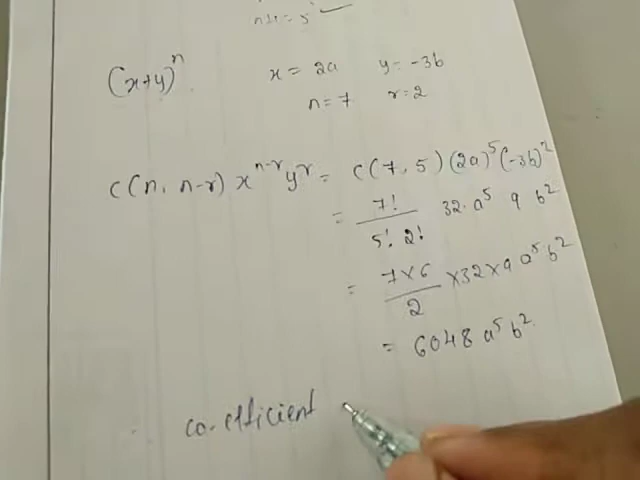 (x+y)^n x = 2a y = -3b
n = 7 r = 2
c(n, n-r) x^{n-r} y^r = c(7, 5) (2a)^5 (-3b)^2
= 7! / 5! 2! 32. a^5 9 b^2
= 7×6 / 2 ×32×9 a^5 b^2
= 6048 a^5 b^2.
co. efficient